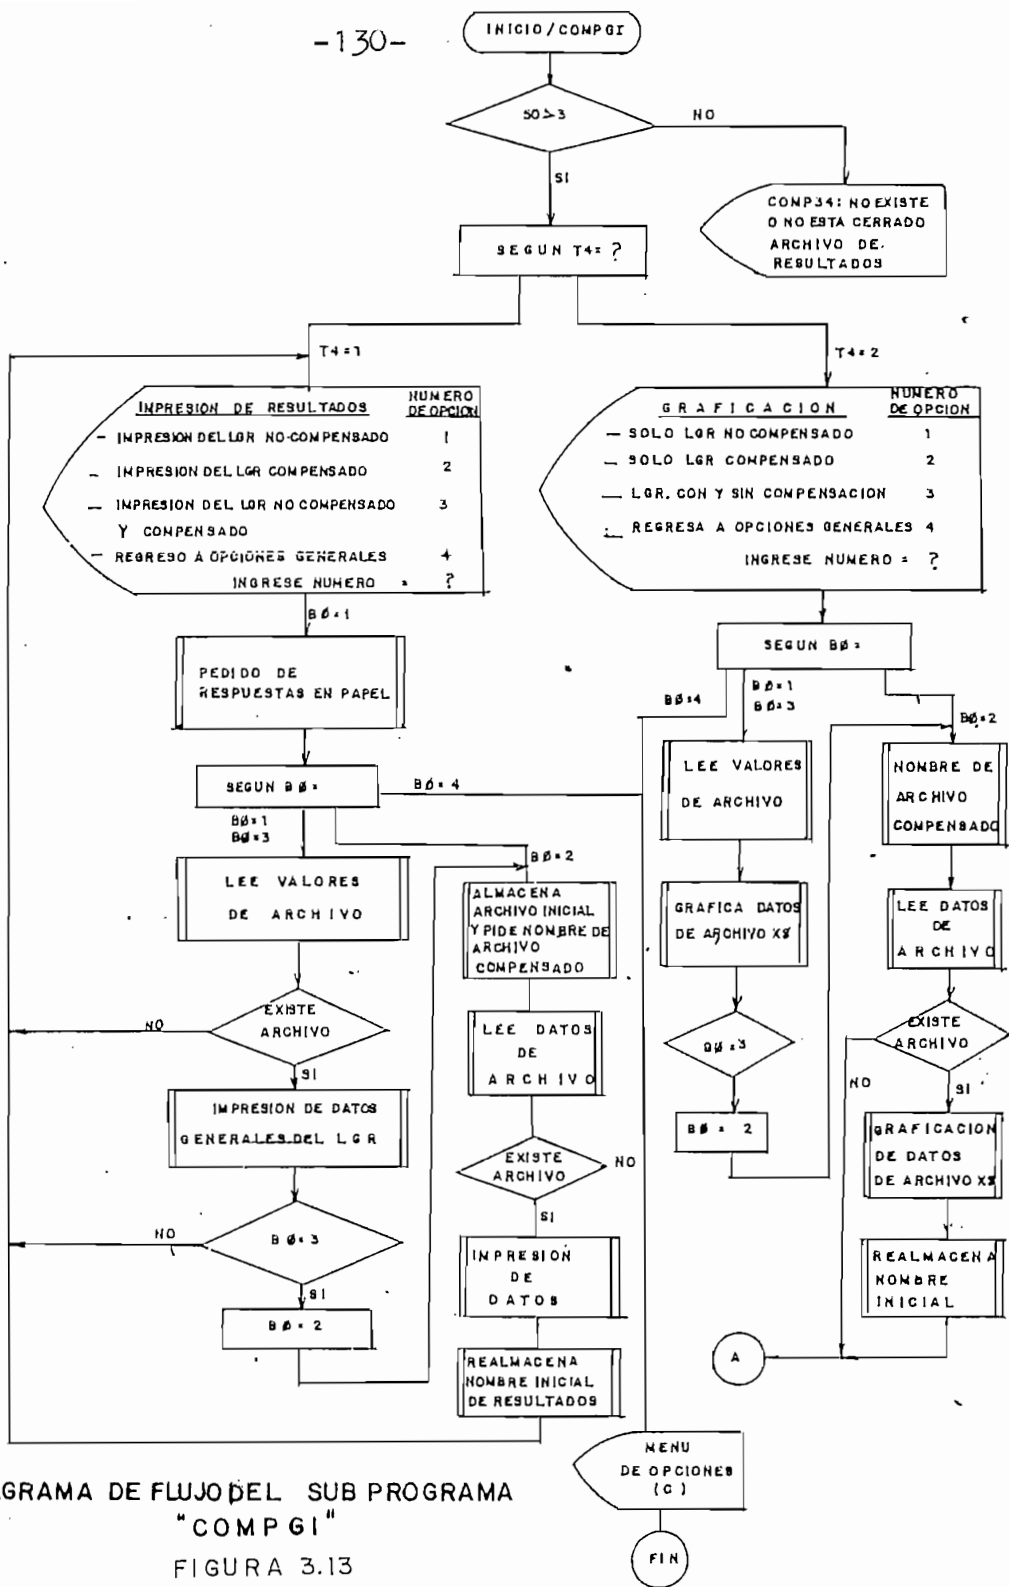 -130-
INICIO/COMPGI
SO>3
NO
SI
COMP34: NO EXISTE
O NO ESTA CERRADO
ARCHIVO DE.
RESULTADOS
SEGUN T4= ?
T4=1
T4=2
IMPRESION DE RESULTADOS
NUMERO
DE OPCION
- IMPRESION DEL LGR NO-COMPENSADO 1
- IMPRESION DEL LGR COMPENSADO 2
- IMPRESION DEL LGR NO COMPENSADO 3
Y COMPENSADO
- REGRESO A OPCIONES GENERALES 4
INGRESE NUMERO = ?
GRAFICACION
NUMERO
DE OPCION
- SOLO LGR NO COMPENSADO 1
- SOLO LGR COMPENSADO 2
- LGR. CON Y SIN COMPENSACION 3
- REGRESA A OPCIONES GENERALES 4
INGRESE NUMERO = ?
BØ=1
PEDIDO DE
RESPUESTAS EN PAPEL
SEGUN BØ=
BØ=4
BØ=1
BØ=3
BØ=2
LEE VALORES
DE ARCHIVO
EXISTE
ARCHIVO
NO
SI
IMPRESION DE DATOS
GENERALES DEL LGR
BØ=3
NO
SI
BØ=2
ALMACENA
ARCHIVO INICIAL
Y PIDE NOMBRE DE
ARCHIVO
COMPENSADO
LEE DATOS
DE
ARCHIVO
EXISTE
ARCHIVO
NO
SI
IMPRESION
DE
DATOS
REALMACENA
NOMBRE INICIAL
DE RESULTADOS
SEGUN BØ=
BØ=4
BØ=1
BØ=3
BØ=2
LEE VALORES
DE ARCHIVO
GRAFICA DATOS
DE ARCHIVO X$
BØ=3
BØ= 2
NOMBRE DE
ARCHIVO
COMPENSADO
LEE DATOS
DE
ARCHIVO
EXISTE
ARCHIVO
NO
SI
GRAFICACION
DE DATOS
DE ARCHIVO X$
REALMACENA
NOMBRE
INICIAL
A
MENU
DE OPCIONES
(C)
FIN
GRAMA DE FLUJO DEL SUB PROGRAMA
"COMPGI"
FIGURA 3.13